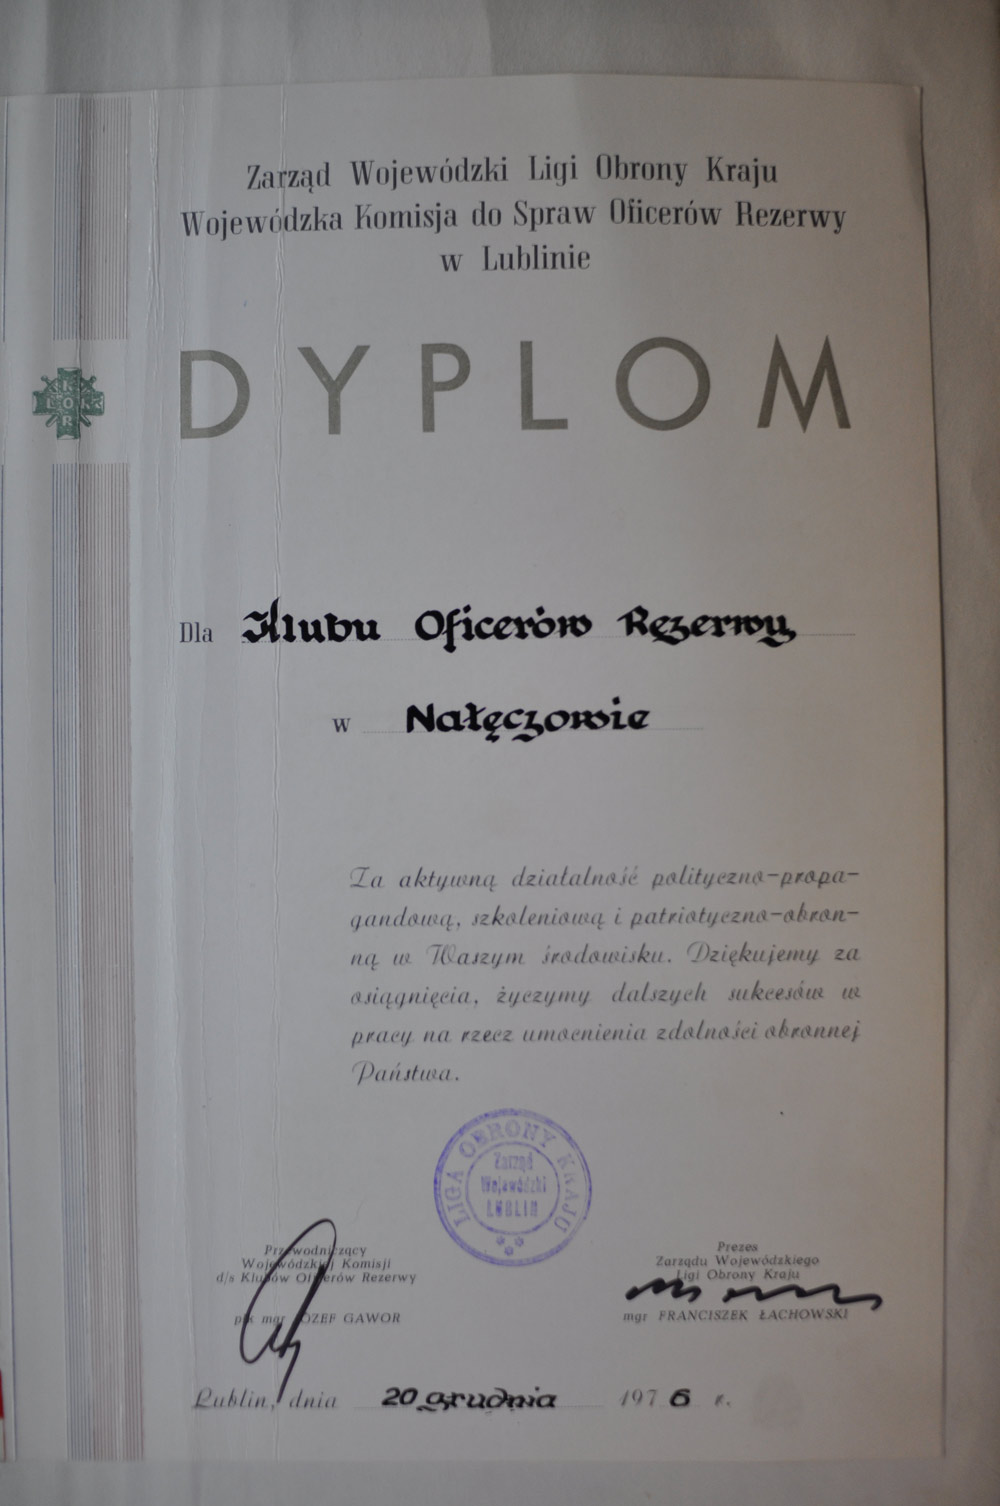 Zarząd Wojewódzki Ligi Obrony Kraju
Wojewódzka Komisja do Spraw Oficerów Rezerwy
w Lublinie
DYPLOM
K
LOK
R
Dla Klubu Oficerów Rezerwy
w Nałęczowie
Za aktywną działalność polityczno-propa-
gandową, szkoleniową i patriotyczno-obron-
ną w Waszym środowisku. Dziękujemy za
osiągnięcia, życzymy dalszych sukcesów w
pracy na rzecz umocnienia zdolności obronnej
Państwa.
LIGA OBRONY KRAJU
Zarząd
Wojewódzki
LUBLIN
Przewodniczący
Wojewódzkiej Komisji
d/s Klubów Oficerów Rezerwy
płk mgr JÓZEF GAWOR
Prezes
Zarządu Wojewódzkiego
Ligi Obrony Kraju
mgr FRANCISZEK ŁACHOWSKI
Lublin, dnia 20 grudnia 1976 r.